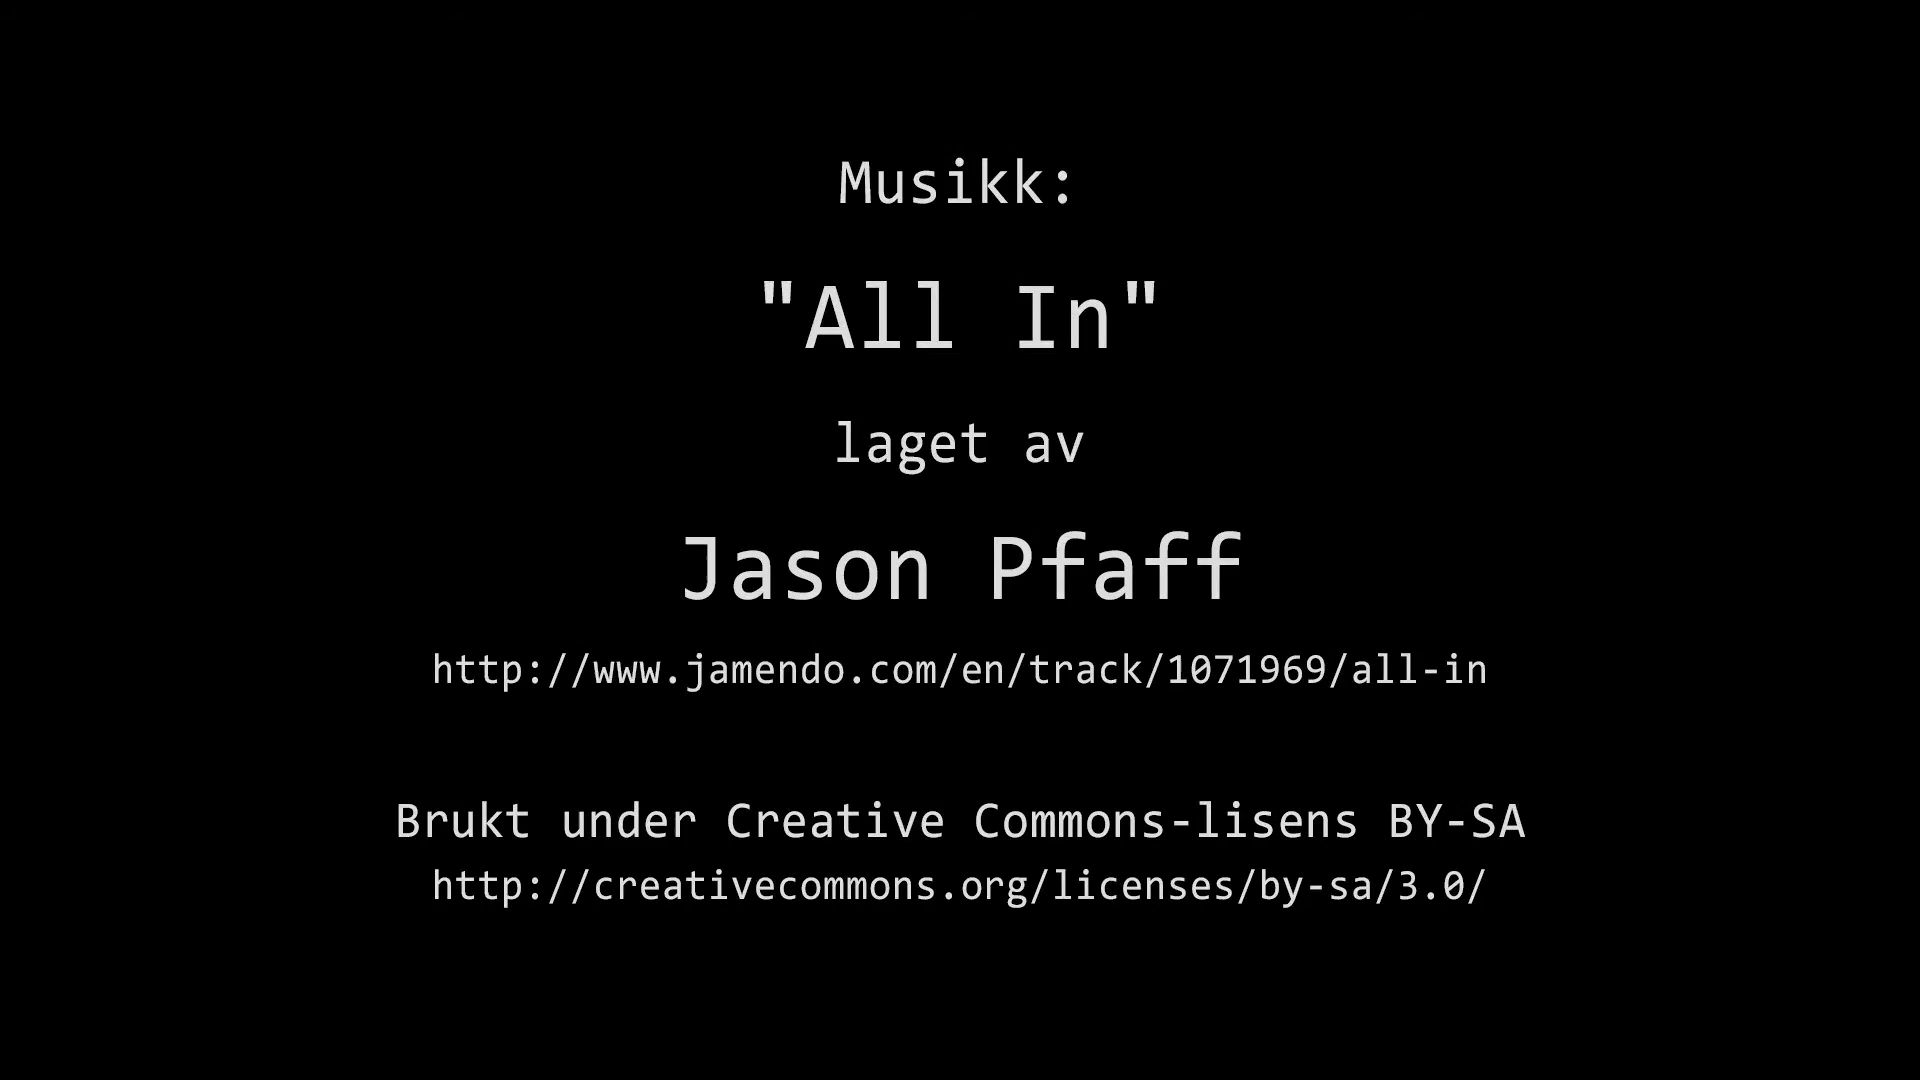 Musikk:
"All In"
laget av
Jason Pfaff
http://www.jamendo.com/en/track/1071969/all-in
Brukt under Creative Commons-lisens BY-SA
http://creativecommons.org/licenses/by-sa/3.0/